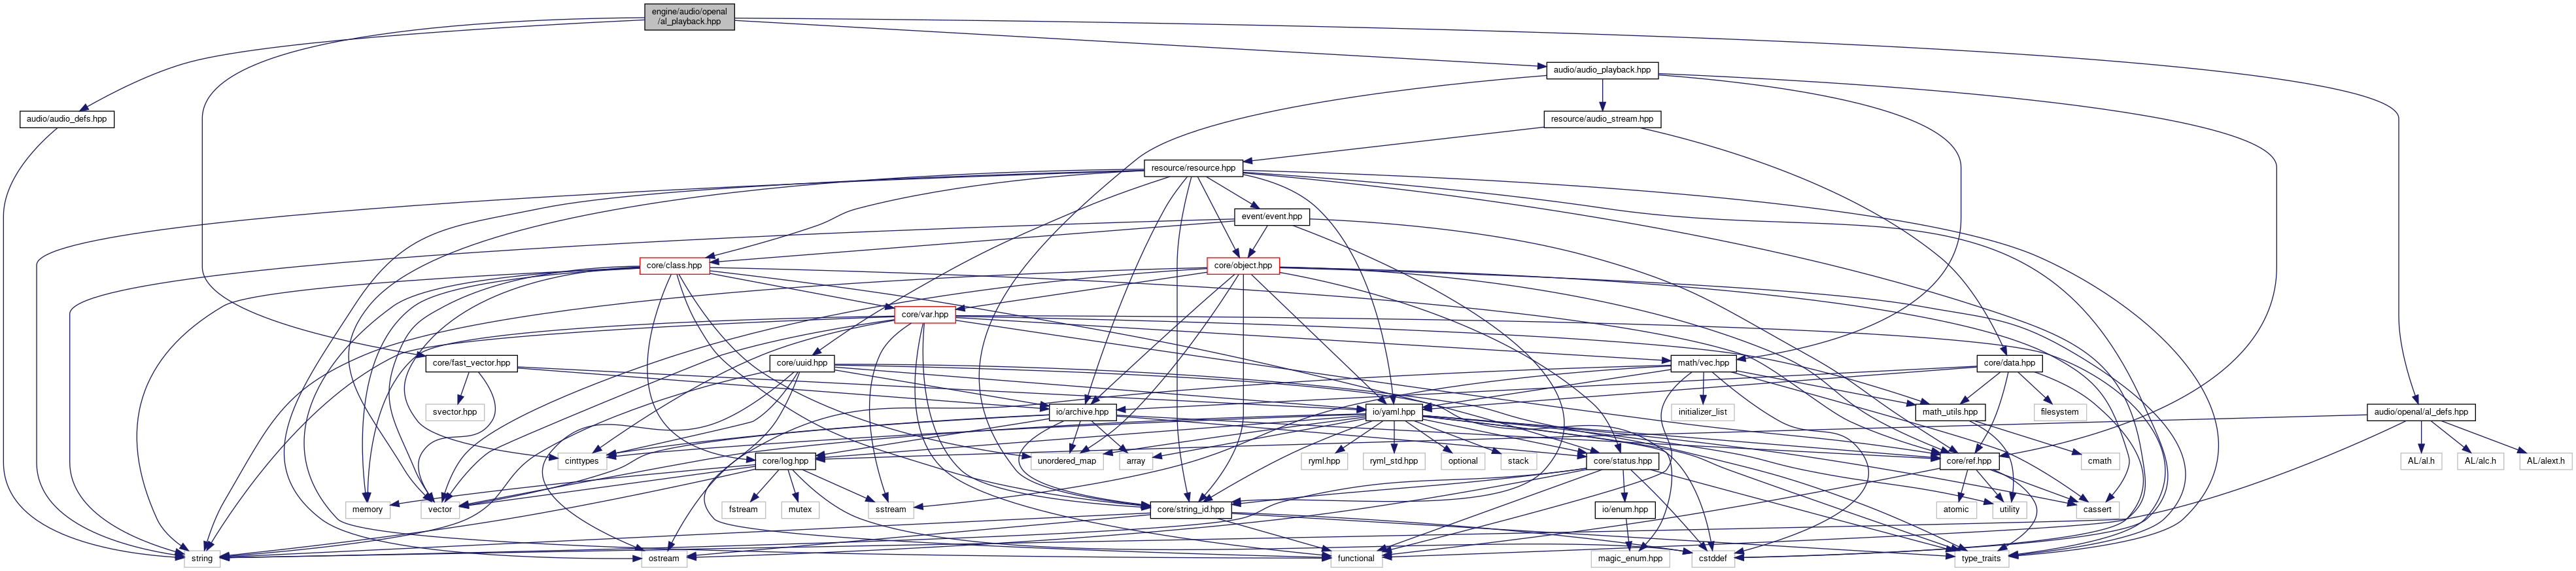 engine/audio/openal
/al_playback.hpp
audio/audio_playback.hpp
audio/audio_defs.hpp
resource/audio_stream.hpp
resource/resource.hpp
event/event.hpp
core/class.hpp
core/object.hpp
core/var.hpp
core/fast_vector.hpp
core/uuid.hpp
math/vec.hpp
core/data.hpp
svector.hpp
io/archive.hpp
io/yaml.hpp
initializer_list
math_utils.hpp
filesystem
audio/openal/al_defs.hpp
cinttypes
core/log.hpp
unordered_map
array
ryml.hpp
ryml_std.hpp
optional
stack
core/status.hpp
core/ref.hpp
cmath
AL/al.h
AL/alc.h
AL/alext.h
memory
vector
fstream
mutex
sstream
core/string_id.hpp
io/enum.hpp
atomic
utility
cassert
string
ostream
functional
magic_enum.hpp
cstddef
type_traits